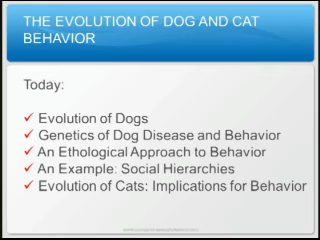 THE EVOLUTION OF DOG AND CAT
BEHAVIOR
Today:
✓ Evolution of Dogs
✓ Genetics of Dog Disease and Behavior
✓ An Ethological Approach to Behavior
✓ An Example: Social Hierarchies
✓ Evolution of Cats: Implications for Behavior